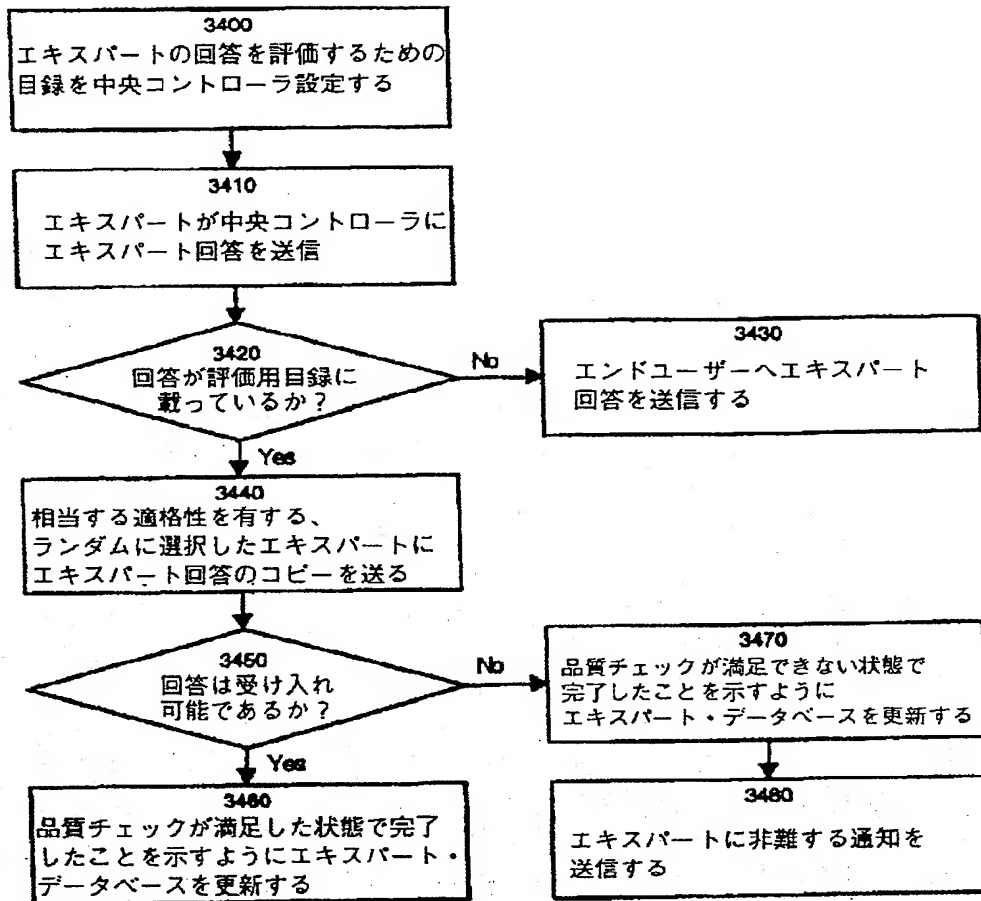 3400
エキスパートの回答を評価するための
目録を中央コントローラ設定する
3410
エキスパートが中央コントローラに
エキスパート回答を送信
3420
回答が評価用目録に
載っているか？
No
3430
エンドユーザーへエキスパート
回答を送信する
Yes
3440
相当する適格性を有する、
ランダムに選択したエキスパートに
エキスパート回答のコピーを送る
3450
回答は受け入れ
可能であるか？
No
3470
品質チェックが満足できない状態で
完了したことを示すように
エキスパート・データベースを更新する
Yes
3460
品質チェックが満足した状態で完了
したことを示すようにエキスパート・
データベースを更新する
3480
エキスパートに非難する通知を
送信する